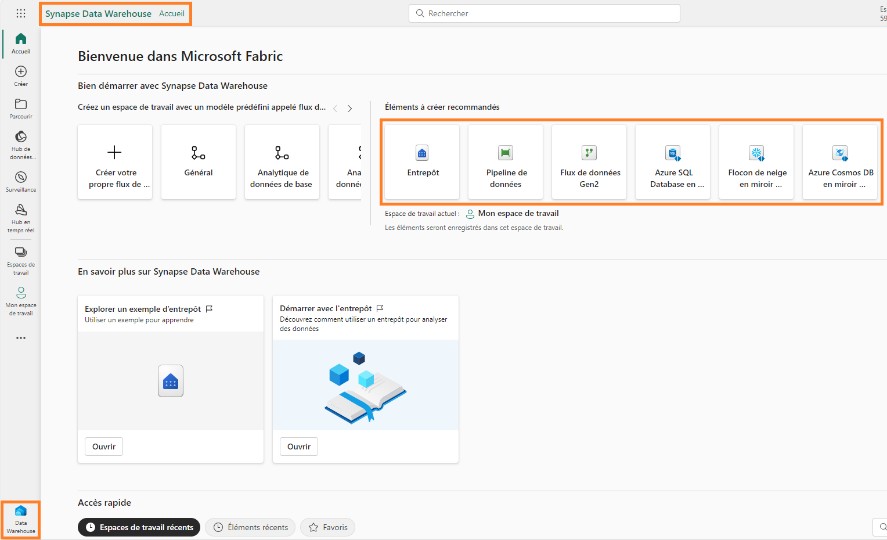 Synapse Data Warehouse Accueil
Rechercher
Es
59
Accueil
Créer
Parcourir
Hub de
données...
Surveillance
Hub en
temps réel
Espaces de
travail
Mon espace
de travail
Data
Warehouse
Bienvenue dans Microsoft Fabric
Bien démarrer avec Synapse Data Warehouse
Créez un espace de travail avec un modèle prédéfini appelé flux d...
Créer votre
propre flux de ...
Général
Analytique de
données de base
Ana
donnée
Éléments à créer recommandés
Entrepôt
Pipeline de
données
Flux de données
Gen2
Azure SQL
Database en ...
Flocon de neige
en miroir ...
Azure Cosmos DB
en miroir ...
Espace de travail actuel : Mon espace de travail
Les éléments seront enregistrés dans cet espace de travail.
En savoir plus sur Synapse Data Warehouse
Explorer un exemple d'entrepôt
Utiliser un exemple pour apprendre
Ouvrir
Démarrer avec l'entrepôt
Découvrez comment utiliser un entrepôt pour analyser
des données
Ouvrir
Accès rapide
Espaces de travail récents
Éléments récents
Favoris